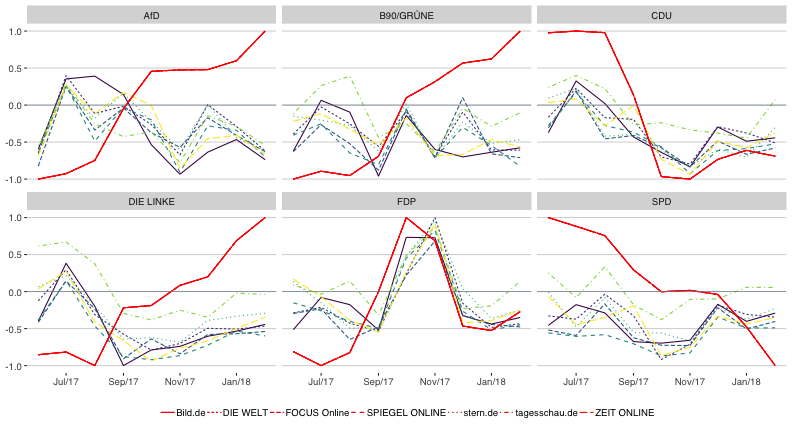 AfD B90/GRÜNE CDU
1.0
0.5
0.0
-0.5
-1.0
DIE LINKE FDP SPD
1.0
0.5
0.0
-0.5
-1.0
Jul/17 Sep/17 Nov/17 Jan/18 Jul/17 Sep/17 Nov/17 Jan/18 Jul/17 Sep/17 Nov/17 Jan/18
Bild.de DIE WELT FOCUS Online SPIEGEL ONLINE stern.de tagesschau.de ZEIT ONLINE